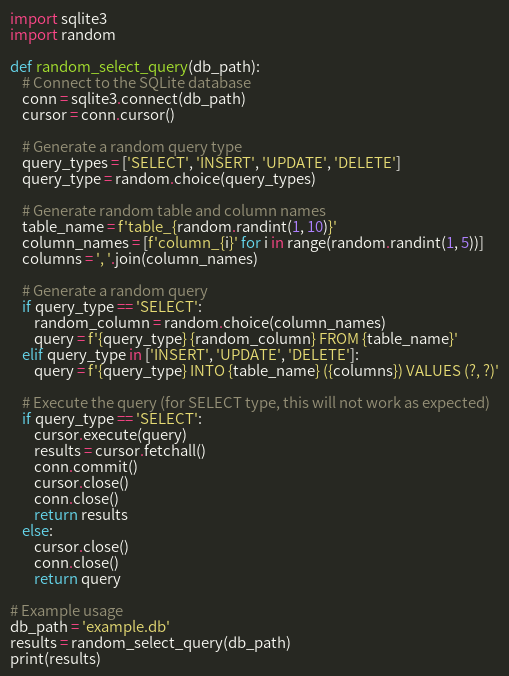 import sqlite3
import random

def random_select_query(db_path):
    # Connect to the SQLite database
    conn = sqlite3.connect(db_path)
    cursor = conn.cursor()

    # Generate a random query type
    query_types = ['SELECT', 'INSERT', 'UPDATE', 'DELETE']
    query_type = random.choice(query_types)

    # Generate random table and column names
    table_name = f'table_{random.randint(1, 10)}'
    column_names = [f'column_{i}' for i in range(random.randint(1, 5))]
    columns = ', '.join(column_names)

    # Generate a random query
    if query_type == 'SELECT':
        random_column = random.choice(column_names)
        query = f'{query_type} {random_column} FROM {table_name}'
    elif query_type in ['INSERT', 'UPDATE', 'DELETE']:
        query = f'{query_type} INTO {table_name} ({columns}) VALUES (?, ?)'

    # Execute the query (for SELECT type, this will not work as expected)
    if query_type == 'SELECT':
        cursor.execute(query)
        results = cursor.fetchall()
        conn.commit()
        cursor.close()
        conn.close()
        return results
    else:
        cursor.close()
        conn.close()
        return query

# Example usage
db_path = 'example.db'
results = random_select_query(db_path)
print(results)